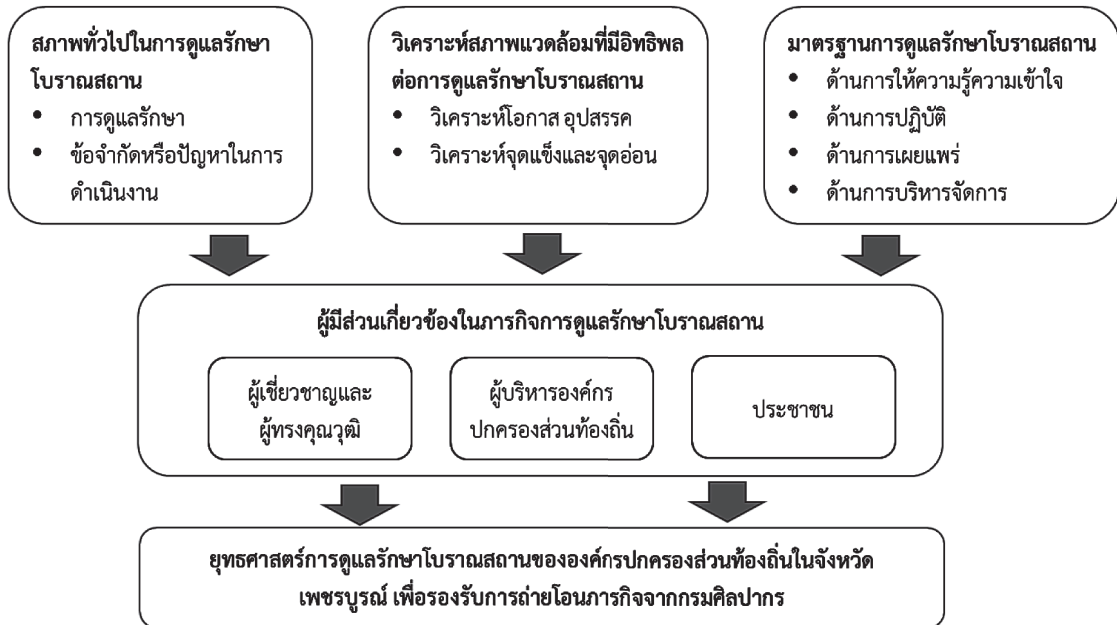 สภาพทั่วไปในการดูแลรักษา
โบราณสถาน
• การดูแลรักษา
• ข้อจำกัดหรือปัญหาในการ
ดำเนินงาน
วิเคราะห์สภาพแวดล้อมที่มีอิทธิพล
ต่อการดูแลรักษาโบราณสถาน
• วิเคราะห์โอกาส อุปสรรค
• วิเคราะห์จุดแข็งและจุดอ่อน
มาตรฐานการดูแลรักษาโบราณสถาน
• ด้านการให้ความรู้ความเข้าใจ
• ด้านการปฏิบัติ
• ด้านการเผยแพร่
• ด้านการบริหารจัดการ
ผู้มีส่วนเกี่ยวข้องในภารกิจการดูแลรักษาโบราณสถาน
ผู้เชี่ยวชาญและ
ผู้ทรงคุณวุฒิ
ผู้บริหารองค์กร
ปกครองส่วนท้องถิ่น
ประชาชน
ยุทธศาสตร์การดูแลรักษาโบราณสถานขององค์กรปกครองส่วนท้องถิ่นในจังหวัด
เพชรบูรณ์ เพื่อรองรับการถ่ายโอนภารกิจจากกรมศิลปากร